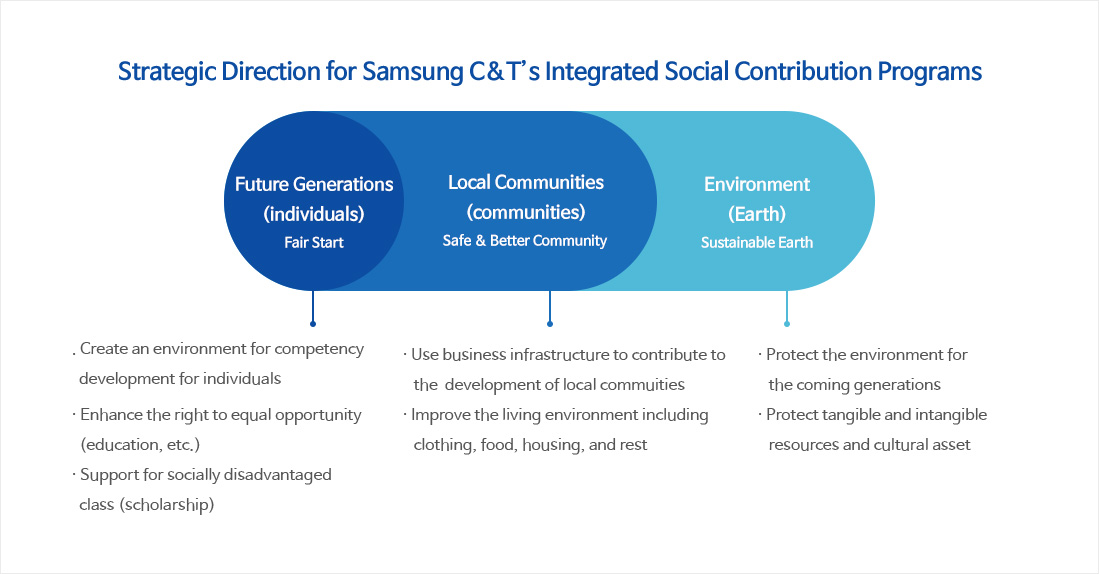 Strategic Direction for Samsung C&T's Integrated Social Contribution Programs
Future Generations
(individuals)
Fair Start
Local Communities
(communities)
Safe & Better Community
Environment
(Earth)
Sustainable Earth
. Create an environment for competency
development for individuals
· Enhance the right to equal opportunity
(education, etc.)
· Support for socially disadvantaged
class (scholarship)
· Use business infrastructure to contribute to
the development of local commuities
· Improve the living environment including
clothing, food, housing, and rest
· Protect the environment for
the coming generations
· Protect tangible and intangible
resources and cultural asset